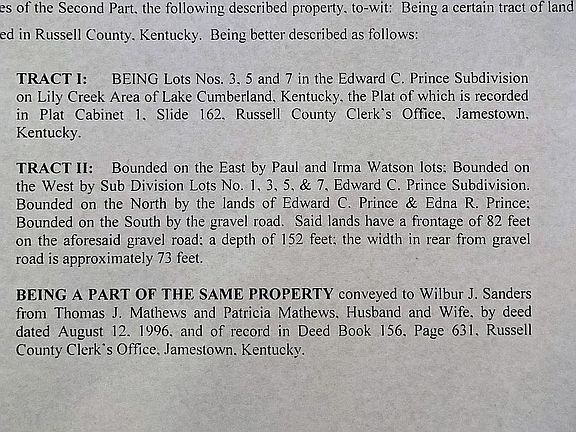 es of the Second Part, the following described property, to-wit: Being a certain tract of land
ed in Russell County, Kentucky. Being better described as follows:
TRACT I: BEING Lots Nos. 3, 5 and 7 in the Edward C. Prince Subdivision
on Lily Creek Area of Lake Cumberland, Kentucky, the Plat of which is recorded
in Plat Cabinet 1, Slide 162, Russell County Clerk's Office, Jamestown,
Kentucky.
TRACT II: Bounded on the East by Paul and Irma Watson lots; Bounded on
the West by Sub Division Lots No. 1, 3, 5, & 7, Edward C. Prince Subdivision.
Bounded on the North by the lands of Edward C. Prince & Edna R. Prince;
Bounded on the South by the gravel road. Said lands have a frontage of 82 feet
on the aforesaid gravel road; a depth of 152 feet; the width in rear from gravel
road is approximately 73 feet.
BEING A PART OF THE SAME PROPERTY conveyed to Wilbur J. Sanders
from Thomas J. Mathews and Patricia Mathews, Husband and Wife, by deed
dated August 12, 1996, and of record in Deed Book 156, Page 631, Russell
County Clerk's Office, Jamestown, Kentucky.